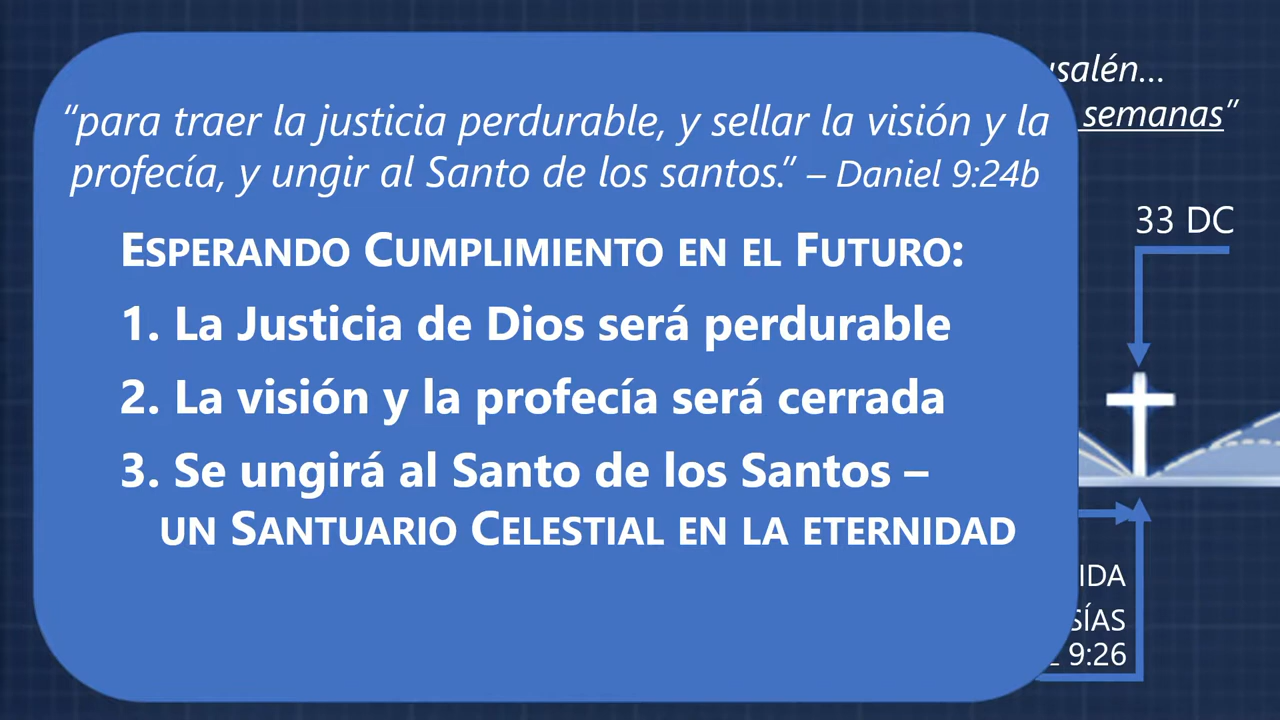 “para traer la justicia perdurable, y sellar la visión y la
profecía, y ungir al Santo de los santos.” – Daniel 9:24b
ESPERANDO CUMPLIMIENTO EN EL FUTURO:
1. La Justicia de Dios será perdurable
2. La visión y la profecía será cerrada
3. Se ungirá al Santo de los Santos –
UN SANTUARIO CELESTIAL EN LA ETERNIDAD
semanas”
33 DC
9:26